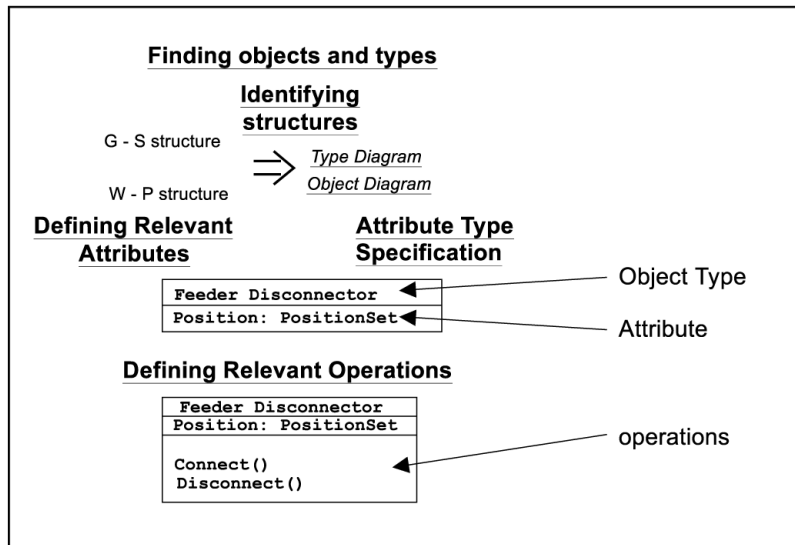 Finding objects and types
Identifying
structures
G - S structure
Type Diagram
Object Diagram
W - P structure
Defining Relevant
Attributes
Attribute Type
Specification
Feeder Disconnector
Object Type
Position: PositionSet
Attribute
Defining Relevant Operations
Feeder Disconnector
Position: PositionSet
operations
Connect()
Disconnect()